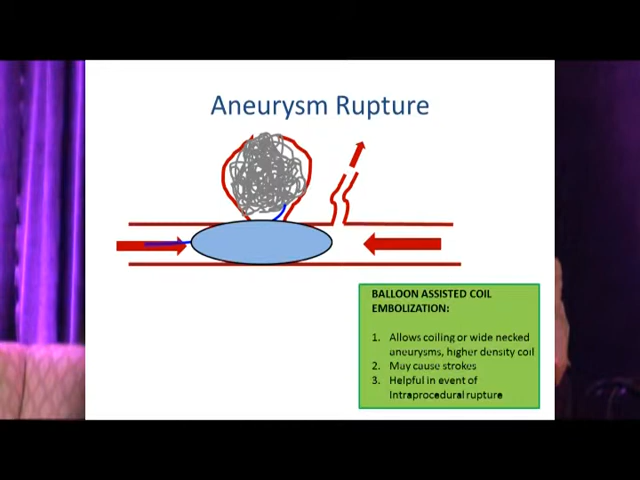 Aneurysm Rupture
BALLOON ASSISTED COIL
EMBOLIZATION:
1. Allows coiling or wide necked
aneurysms, higher density coil
2. May cause strokes
3. Helpful in event of
Intraprocedural rupture